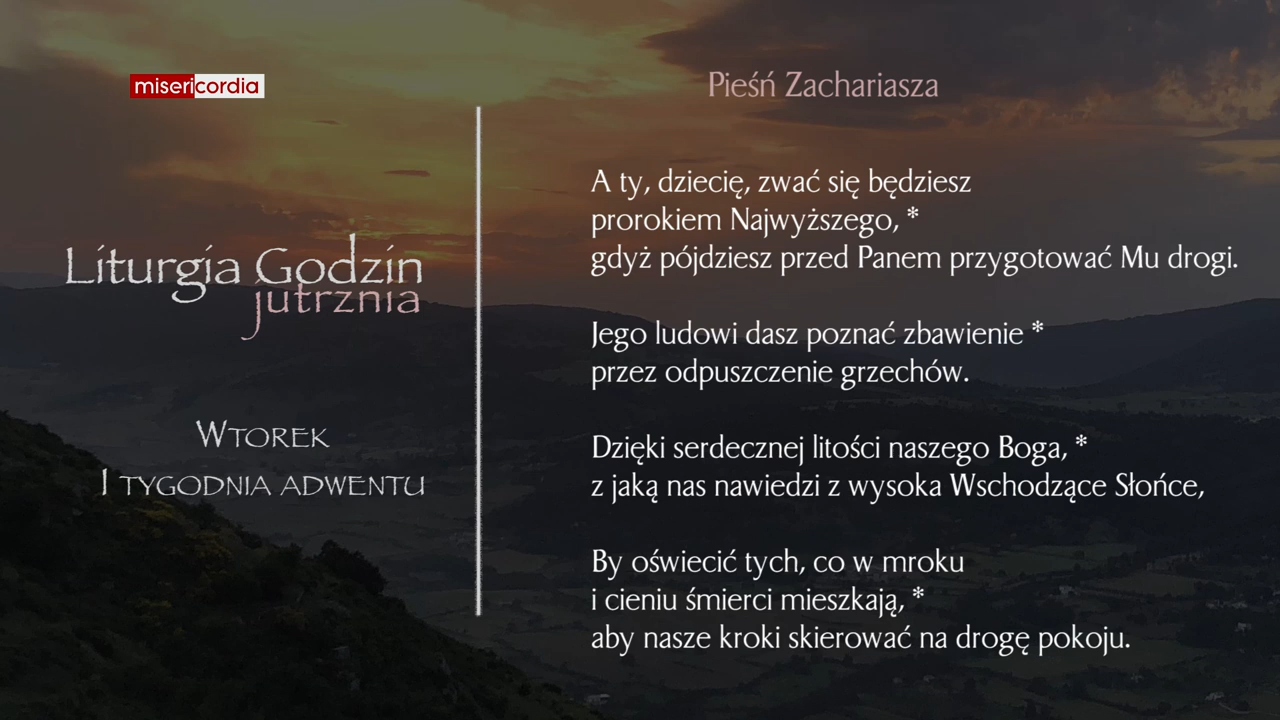 misericordia
Liturgia Godzin
jutrznia
Wtorek
I tygodnia adwentu
Pieśń Zachariasza
A ty, dziecię, zwać się będziesz
prorokiem Najwyższego, *
gdyż pójdziesz przed Panem przygotować Mu drogi.
Jego ludowi dasz poznać zbawienie *
przez odpuszczenie grzechów.
Dzięki serdecznej litości naszego Boga, *
z jaką nas nawiedzi z wysoka Wschodzące Słońce,
By oświecić tych, co w mroku
i cieniu śmierci mieszkają, *
aby nasze kroki skierować na drogę pokoju.